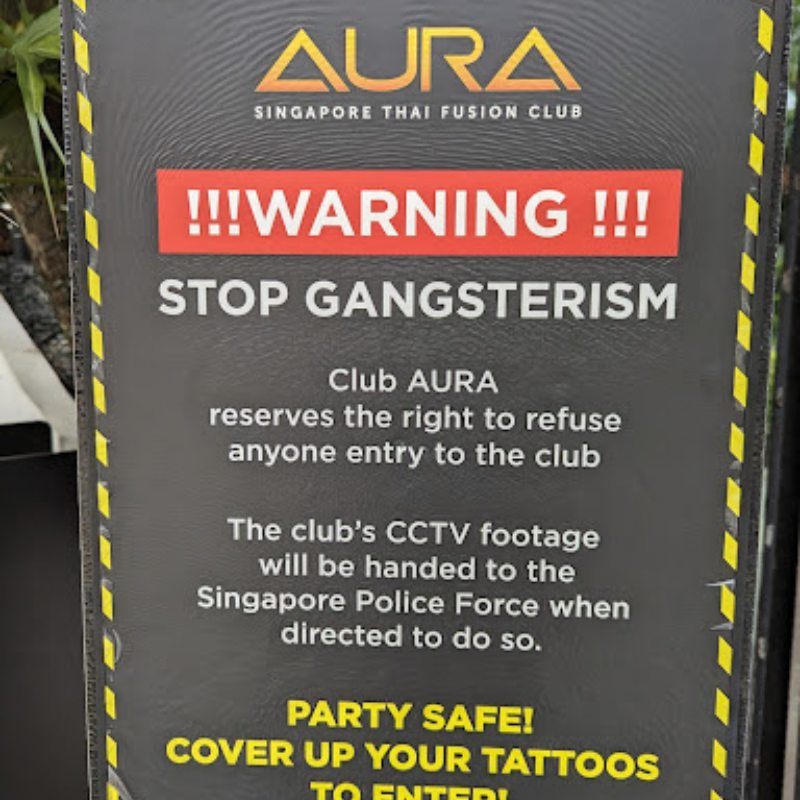 AURA
SINGAPORE THAI FUSION CLUB
!!!WARNING !!!
STOP GANGSTERISM
Club AURA
reserves the right to refuse
anyone entry to the club
The club's CCTV footage
will be handed to the
Singapore Police Force when
directed to do so.
PARTY SAFE!
COVER UP YOUR TATTOOS
TO ENTER!